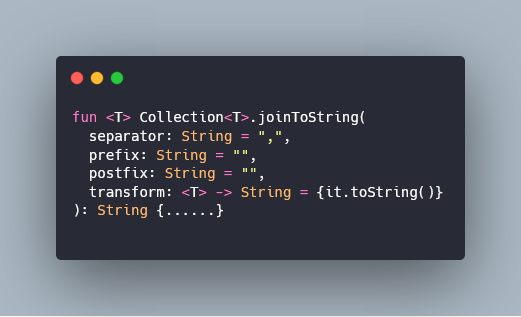 fun <T> Collection<T>.joinToString(
  separator: String = ",",
  prefix: String = "",
  postfix: String = "",
  transform: <T> -> String = {it.toString()}
): String {......}